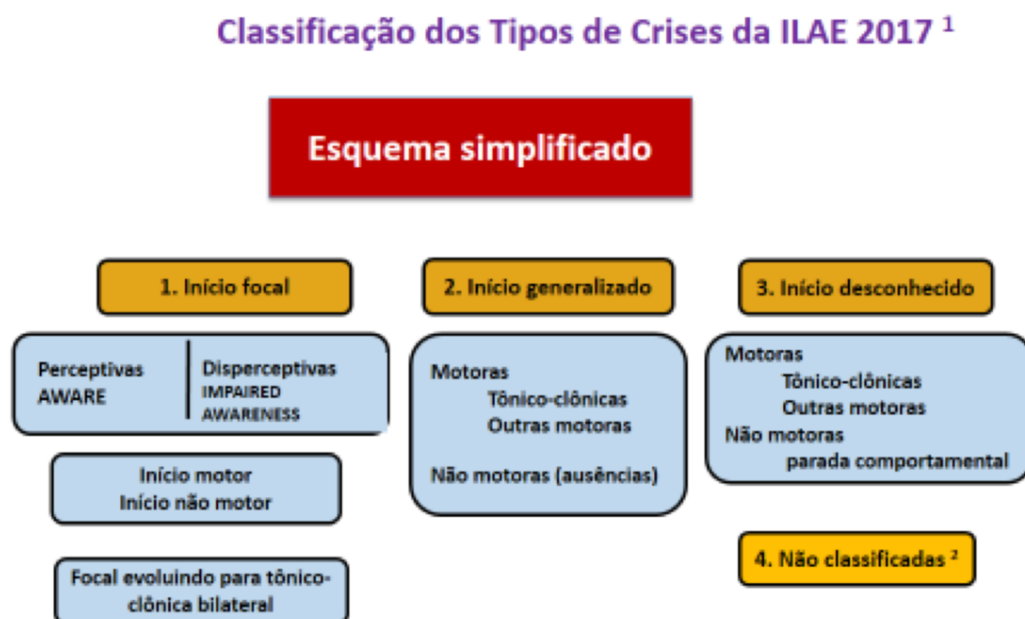 Classificação dos Tipos de Crises da ILAE 2017 ¹
Esquema simplificado
1. Início focal
Perceptivas
AWARE
Disperceptivas
IMPAIRED
AWARENESS
Início motor
Início não motor
Focal evoluindo para tônico-
clônica bilateral
2. Início generalizado
Motoras
Tônico-clônicas
Outras motoras
Não motoras (ausências)
3. Início desconhecido
Motoras
Tônico-clônicas
Outras motoras
Não motoras
parada comportamental
4. Não classificadas ²